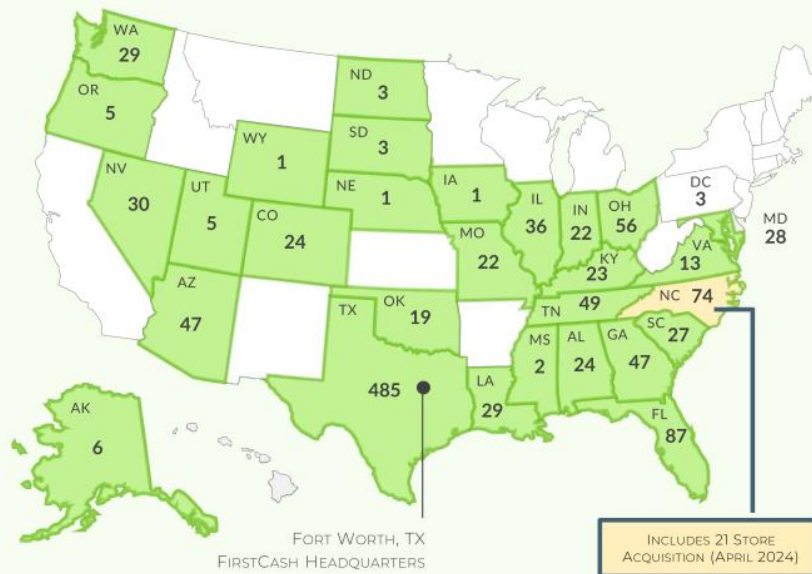 WA
29
ND
3
OR
5
SD
3
WY
1
NE
1
IA
1
NV
30
UT
5
CO
24
IL
36
IN
22
OH
56
DC
3
MD
28
MO
22
KY
23
VA
13
AZ
47
OK
19
TN
49
NC 74
TX
485
MS
2
AL
24
GA
47
SC
27
LA
29
FL
87
AK
6
FORT WORTH, TX
FIRSTCASH HEADQUARTERS
INCLUDES 21 STORE
ACQUISITION (APRIL 2024)